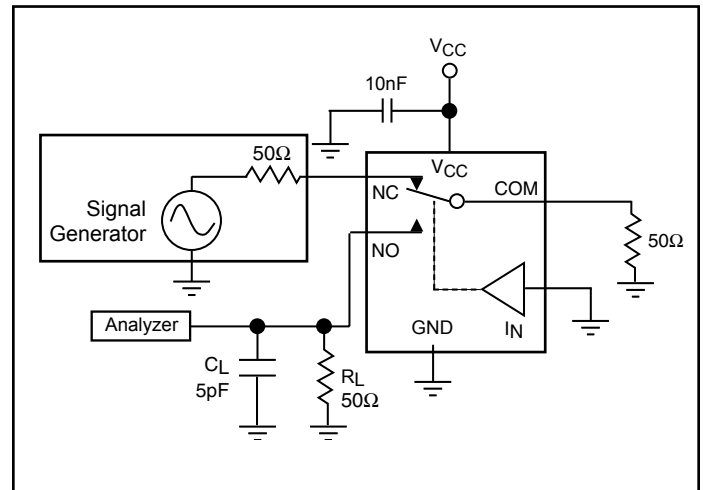 VCC
10nF
50Ω
VCC
NC
COM
Signal
Generator
NO
50Ω
Analyzer
GND
IN
CL
5pF
RL
50Ω